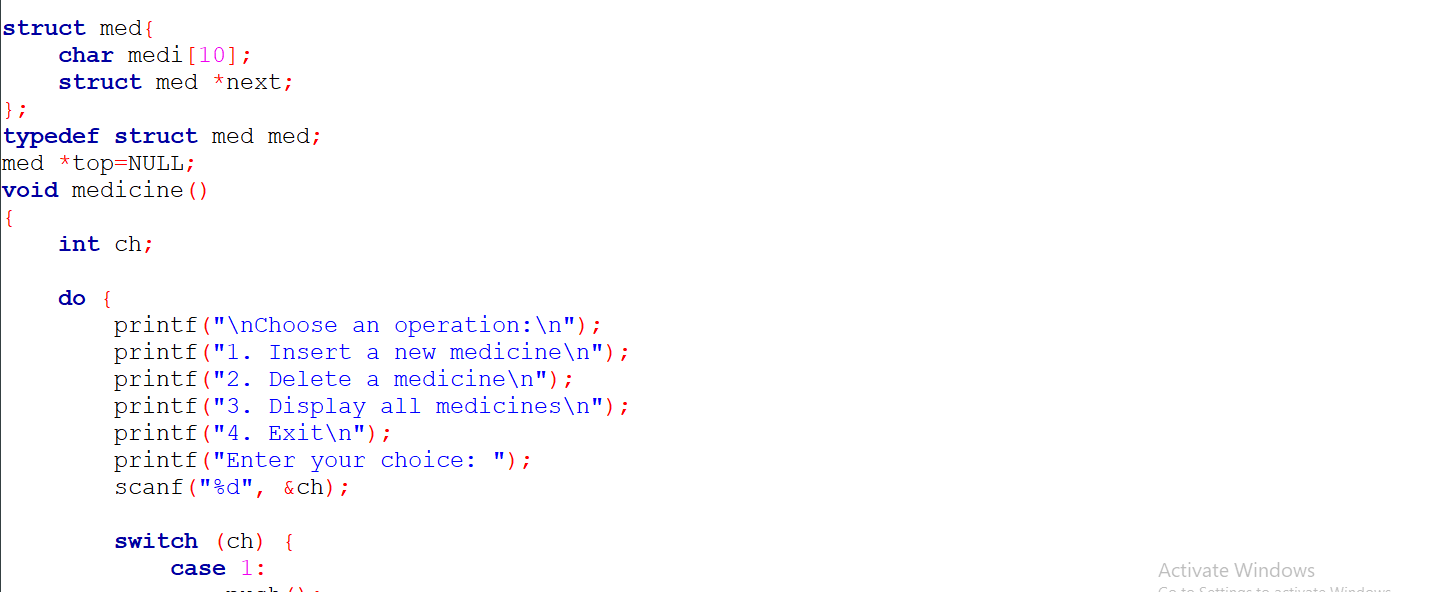 struct med{
    char medi[10];
    struct med *next;
};
typedef struct med med;
med *top=NULL;
void medicine()
{
    int ch;

    do {
        printf("\nChoose an operation:\n");
        printf("1. Insert a new medicine\n");
        printf("2. Delete a medicine\n");
        printf("3. Display all medicines\n");
        printf("4. Exit\n");
        printf("Enter your choice: ");
        scanf("%d", &ch);

        switch (ch) {
            case 1:
Activate Windows